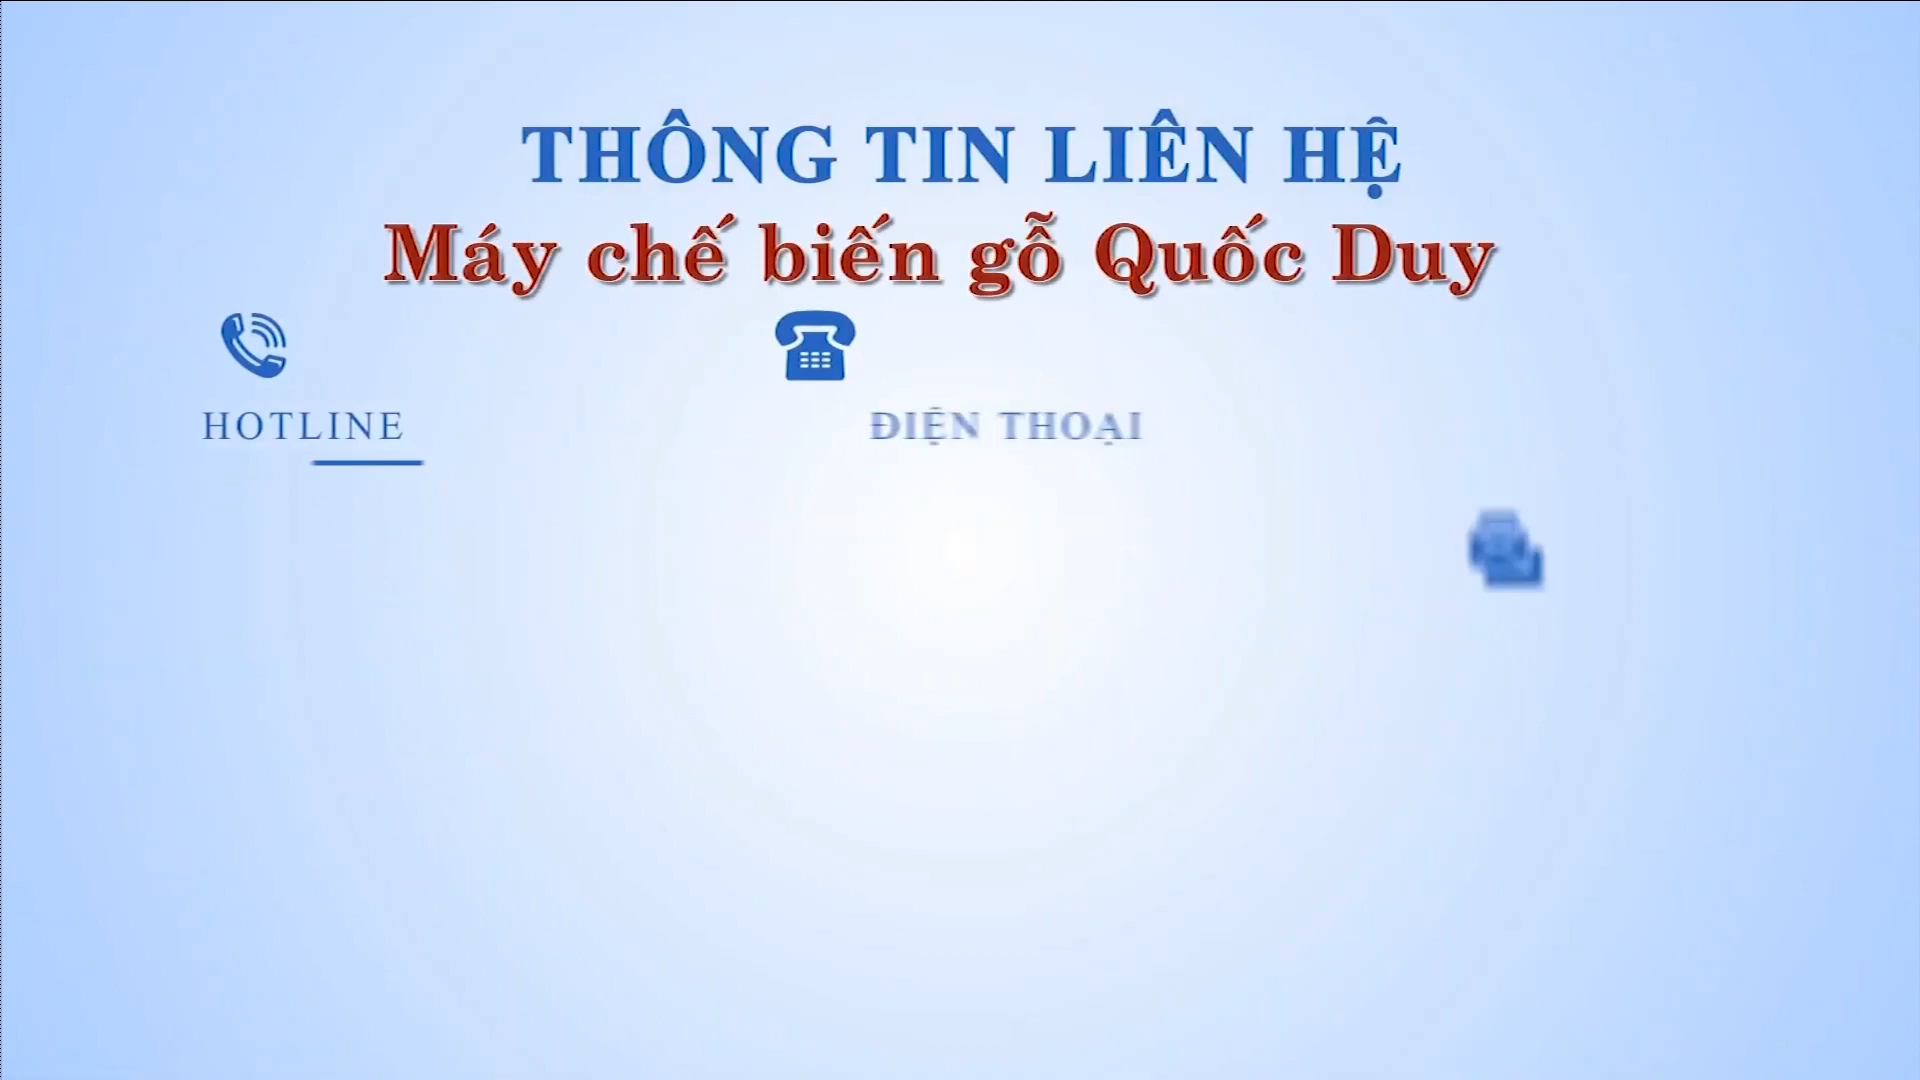 THÔNG TIN LIÊN HỆ
Máy chế biến gỗ Quốc Duy
HOTLINE
ĐIỆN THOẠI